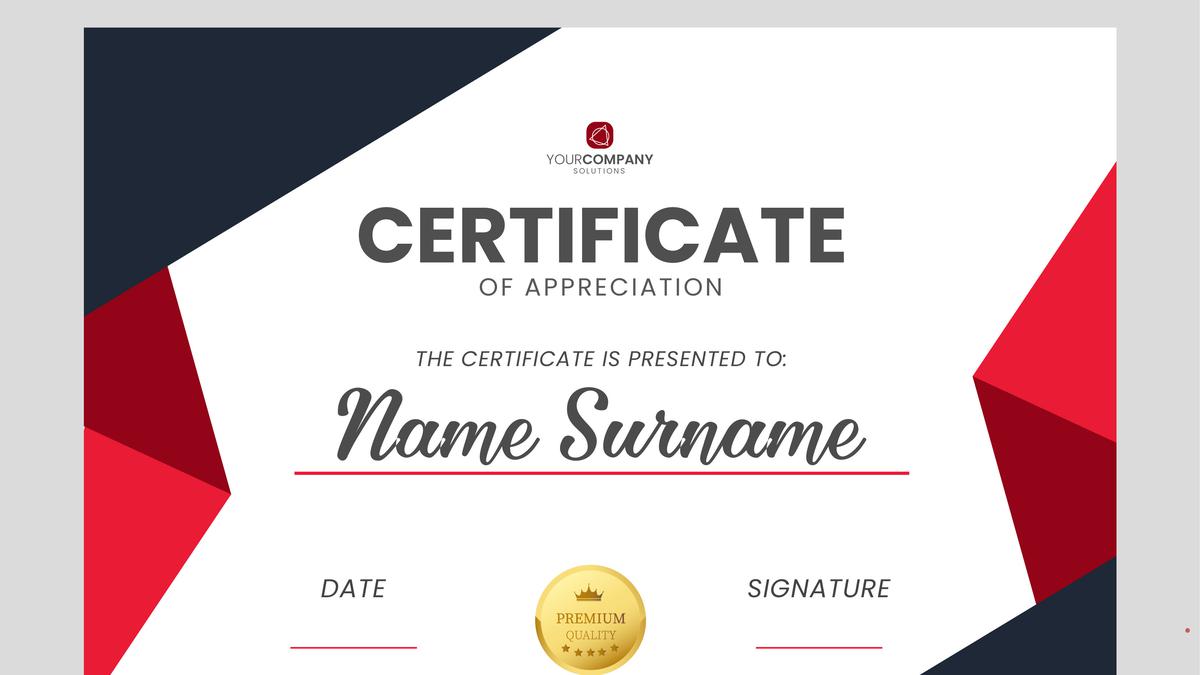 YOURCOMPANY
SOLUTIONS
CERTIFICATE
OF APPRECIATION
THE CERTIFICATE IS PRESENTED TO:
Name Surname
DATE
SIGNATURE
PREMIUM
QUALITY